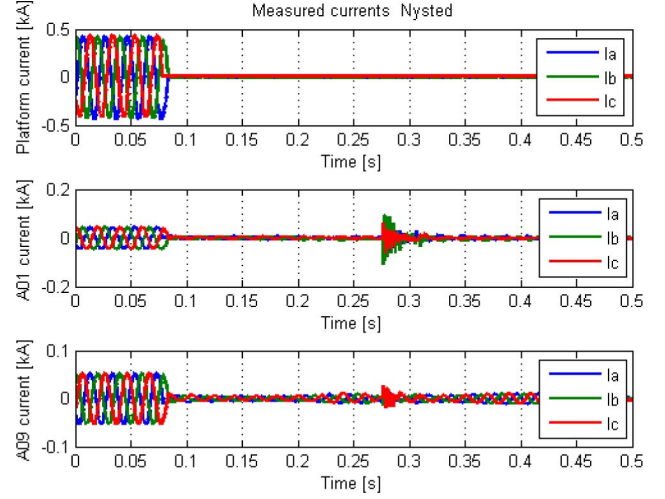 Measured currents Nysted
Platform current [kA]
0.5
0
-0.5
Ia
Ib
Ic
0 0.05 0.1 0.15 0.2 0.25 0.3 0.35 0.4 0.45 0.5
Time [s]
A01 current [kA]
0.2
0
-0.2
Ia
Ib
Ic
0 0.05 0.1 0.15 0.2 0.25 0.3 0.35 0.4 0.45 0.5
Time [s]
A09 current [kA]
0.1
0
-0.1
Ia
Ib
Ic
0 0.05 0.1 0.15 0.2 0.25 0.3 0.35 0.4 0.45 0.5
Time [s]